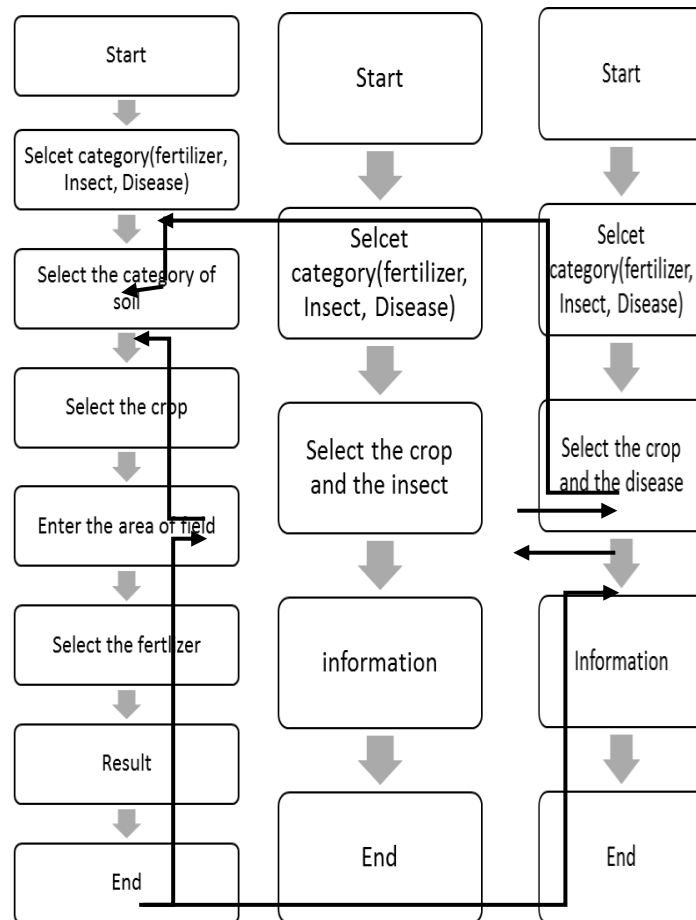 Start
Selcet category(fertilizer,
Insect, Disease)
Select the category of
soil
Select the crop
Enter the area of field
Select the fertlizer
Result
End
Start
Selcet
category(fertilizer,
Insect, Disease)
Select the crop
and the insect
information
End
Start
Selcet
category(fertilizer,
Insect, Disease)
Select the crop
and the disease
Information
End